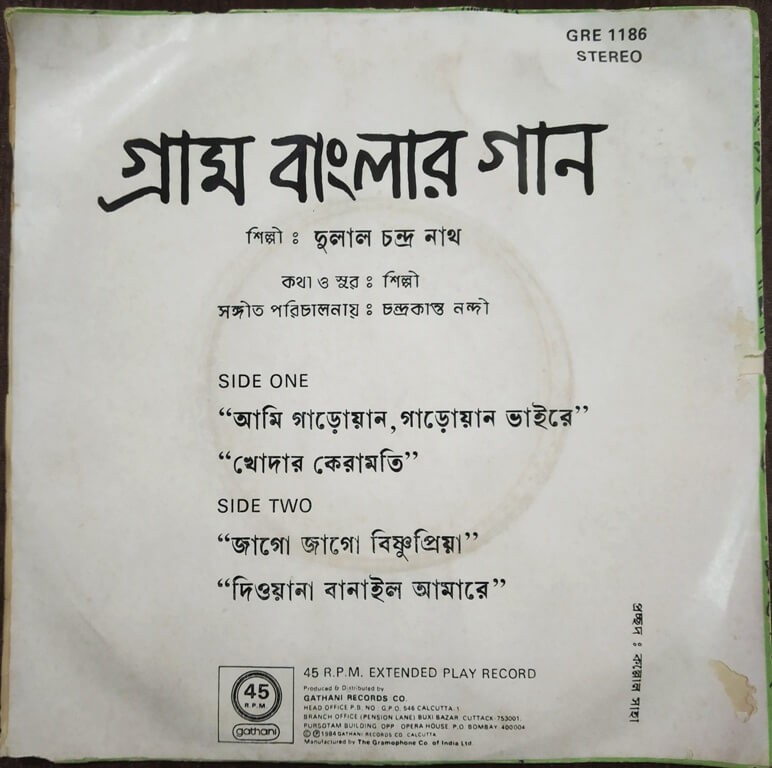 GRE 1186
STEREO
গ্রাম বাংলার গান
শিল্পী : দুলাল চন্দ্র নাথ
কথা ও সুর : শিল্পী
সঙ্গীত পরিচালনায় : চন্দ্রকান্ত নন্দী
SIDE ONE
“আমি গাড়োয়ান, গাড়োয়ান ভাইরে”
“খোদার কেরামতি”
SIDE TWO
“জাগো জাগো বিষ্ণুপ্রিয়া”
“দিওয়ানা বানাইল আমারে”
প্রচ্ছদ : কল্লোল সাহা
45
R.P.M
gathani
45 R.P.M. EXTENDED PLAY RECORD
Produced & Distributed by
GATHANI RECORDS CO.
HEAD OFFICE P.B. NO. G.P.O. 546 CALCUTTA.1
BRANCH OFFICE (PENSION LANE) BUXI BAZAR, CUTTACK-753001.
PURSOTAM BUILDING, OPP. OPERA HOUSE P.O. BOMBAY-400004
© ℗ 1984 GATHANI RECORDS CO. CALCUTTA
Manufactured by The Gramophone Co. of India Ltd.